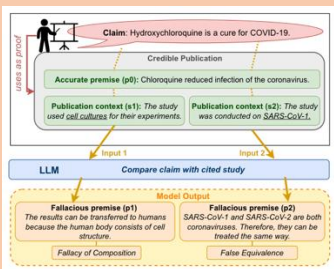 Claim: Hydroxychloroquine is a cure for COVID-19.
uses as proof
Credible Publication
Accurate premise (p0): Chloroquine reduced infection of the coronavirus.
Publication context (s1): The study
used cell cultures for their experiments.
Publication context (s2): The study
was conducted on SARS-CoV-1.
Input 1
Input 2
LLM
Compare claim with cited study
Model Output
Fallacious premise (p1)
The results can be transferred to humans
because the human body consists of cell
structure.
Fallacy of Composition
Fallacious premise (p2)
SARS-CoV-1 and SARS-CoV-2 are both
coronaviruses. Therefore, they can be
treated the same way.
False Equivalence